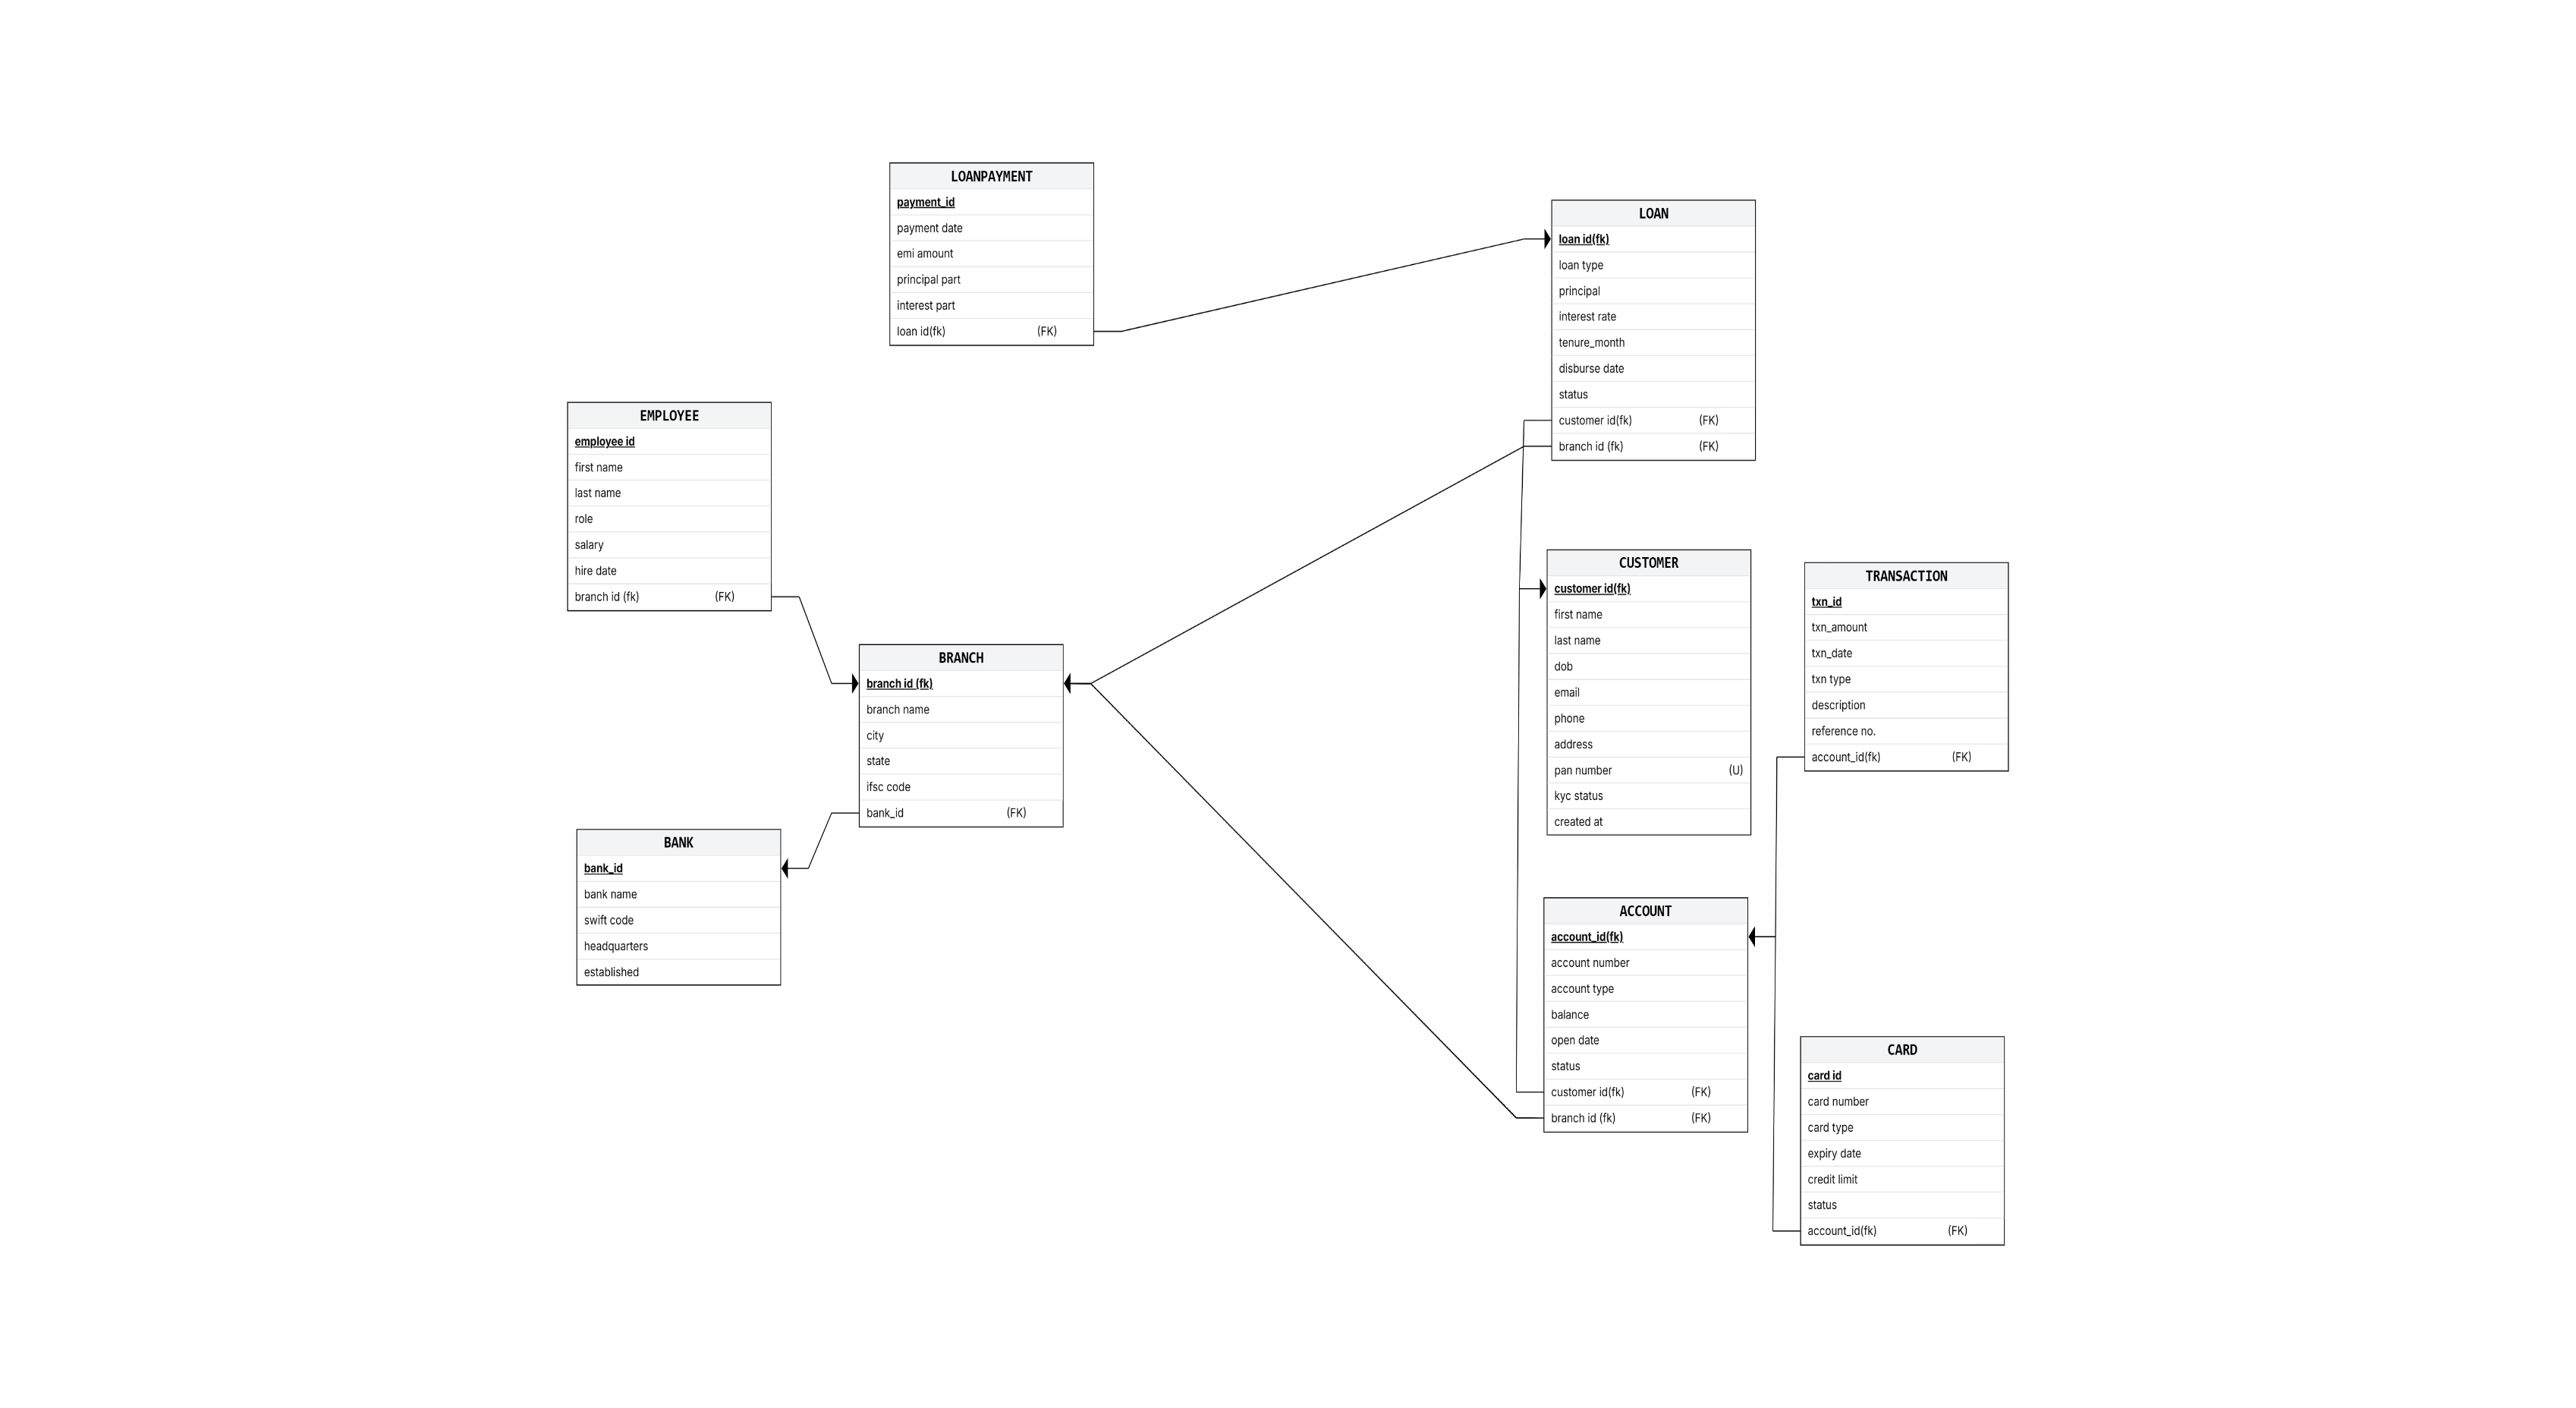 LOANPAYMENT
payment_id
payment date
emi amount
principal part
interest part
loan id(fk) (FK)
LOAN
loan id(fk)
loan type
principal
interest rate
tenure_month
disburse date
status
customer id(fk) (FK)
branch id (fk) (FK)
EMPLOYEE
employee id
first name
last name
role
salary
hire date
branch id (fk) (FK)
CUSTOMER
customer id(fk)
first name
last name
dob
email
phone
address
pan number (U)
kyc status
created at
TRANSACTION
txn_id
txn_amount
txn_date
txn type
description
reference no.
account_id(fk) (FK)
BRANCH
branch id (fk)
branch name
city
state
ifsc code
bank_id (FK)
BANK
bank_id
bank name
swift code
headquarters
established
ACCOUNT
account_id(fk)
account number
account type
balance
open date
status
customer id(fk) (FK)
branch id (fk) (FK)
CARD
card id
card number
card type
expiry date
credit limit
status
account_id(fk) (FK)